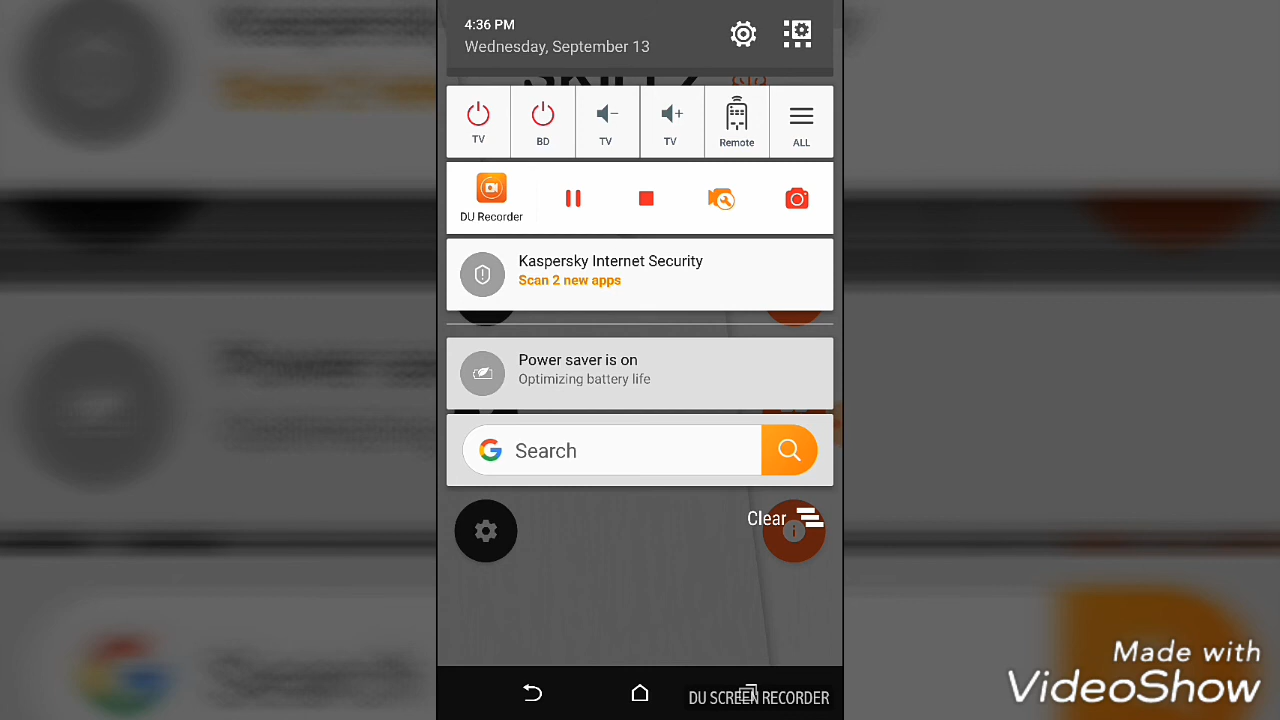 4:36 PM
Wednesday, September 13
TV
BD
TV
TV
Remote
ALL
DU Recorder
Kaspersky Internet Security
Scan 2 new apps
Power saver is on
Optimizing battery life
G Search
Clear
DU SCREEN RECORDER
Made with
VideoShow